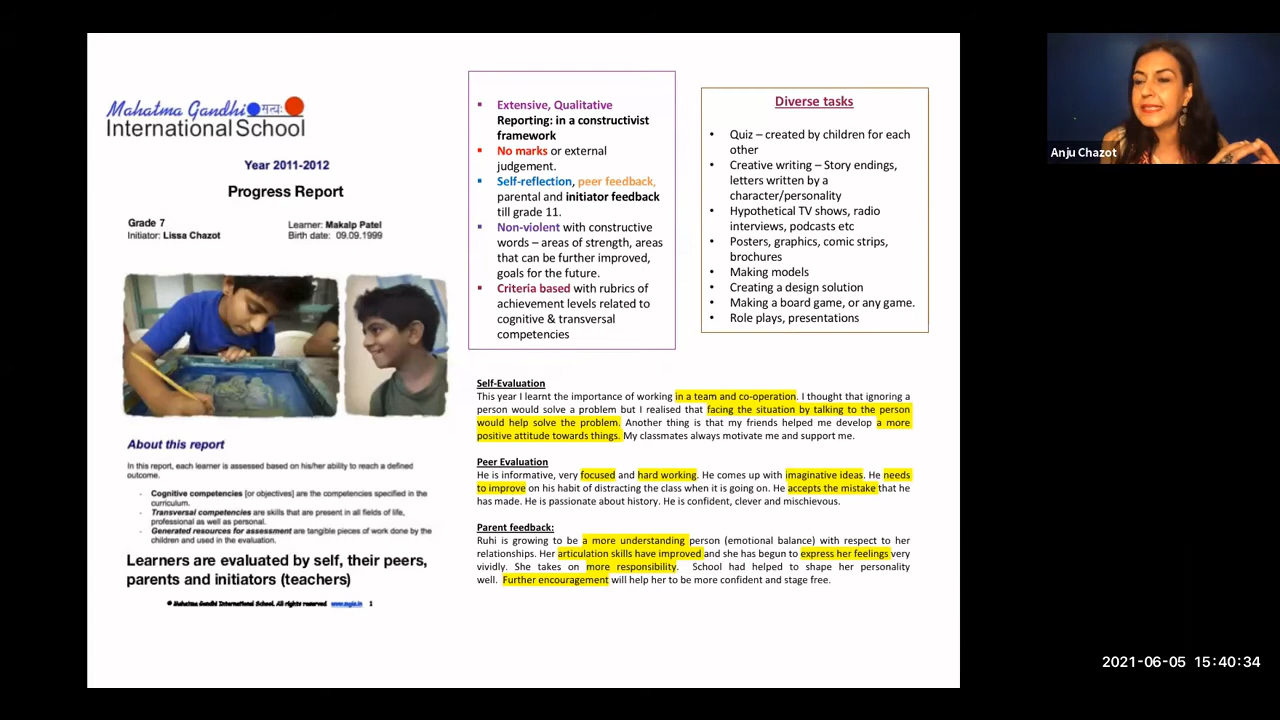 Mahatma Gandhi
International School
Year 2011-2012
Progress Report
Grade 7
Initiator: Lissa Chazot
Learner: Makalp Patel
Birth date: 09.09.1999
About this report
In this report, each learner is assessed based on his/her ability to reach a defined
outcome.
- Cognitive competencies [or objectives] are the competencies specified in the
curriculum.
- Transversal competencies are skills that are present in all fields of life,
professional as well as personal.
- Generated resources for assessment are tangible pieces of work done by the
children and used in the evaluation.
Learners are evaluated by self, their peers,
parents and initiators (teachers)
© Mahatma Gandhi International School. All rights reserved www.mgis.in 1
▪ Extensive, Qualitative
Reporting: in a constructivist
framework
▪ No marks or external
judgement.
▪ Self-reflection, peer feedback,
parental and initiator feedback
till grade 11.
▪ Non-violent with constructive
words – areas of strength, areas
that can be further improved,
goals for the future.
▪ Criteria based with rubrics of
achievement levels related to
cognitive & transversal
competencies
Diverse tasks
• Quiz – created by children for each
other
• Creative writing – Story endings,
letters written by a
character/personality
• Hypothetical TV shows, radio
interviews, podcasts etc
• Posters, graphics, comic strips,
brochures
• Making models
• Creating a design solution
• Making a board game, or any game.
• Role plays, presentations
Self-Evaluation
This year I learnt the importance of working in a team and co-operation. I thought that ignoring a
person would solve a problem but I realised that facing the situation by talking to the person
would help solve the problem. Another thing is that my friends helped me develop a more
positive attitude towards things. My classmates always motivate me and support me.
Peer Evaluation
He is informative, very focused and hard working. He comes up with imaginative ideas. He needs
to improve on his habit of distracting the class when it is going on. He accepts the mistake that he
has made. He is passionate about history. He is confident, clever and mischievous.
Parent feedback:
Ruhi is growing to be a more understanding person (emotional balance) with respect to her
relationships. Her articulation skills have improved and she has begun to express her feelings very
vividly. She takes on more responsibility. School had helped to shape her personality
well. Further encouragement will help her to be more confident and stage free.
Anju Chazot
2021-06-05 15:40:34